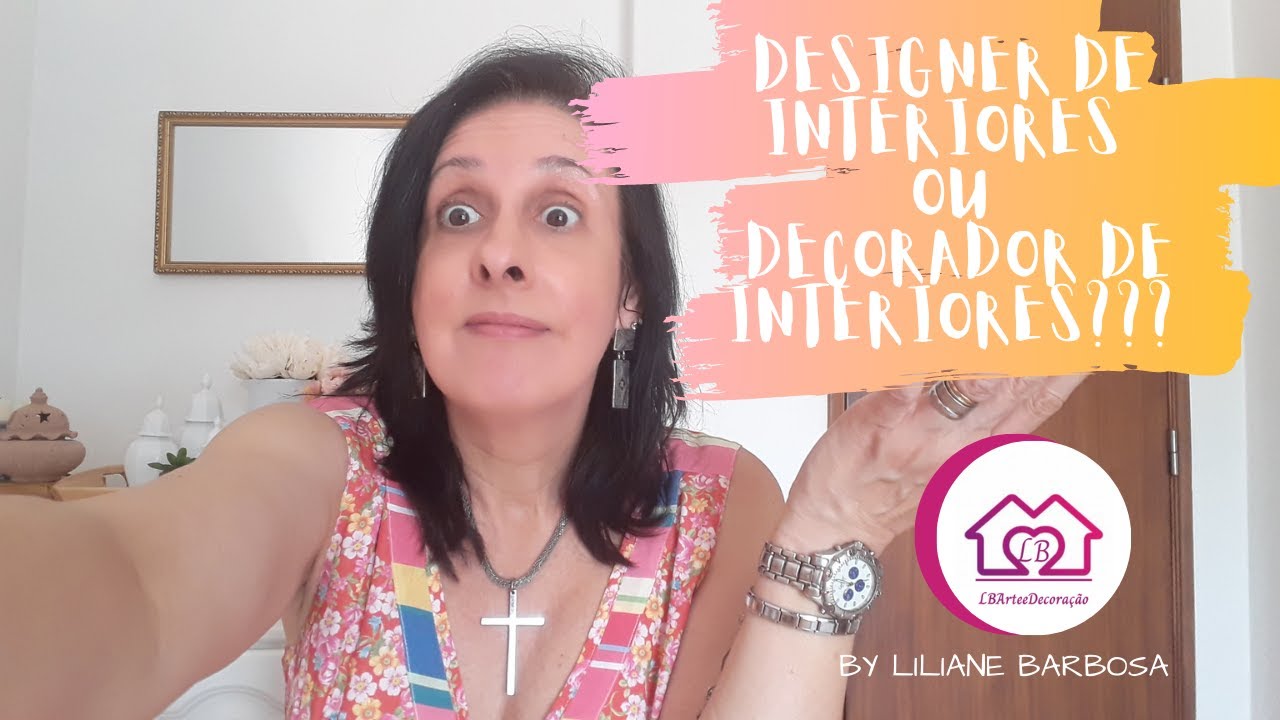 DESIGNER DE
INTERIORES
OU
DECORADOR DE
INTERIORES???
LB
LBArteeDecoração
BY LILIANE BARBOSA